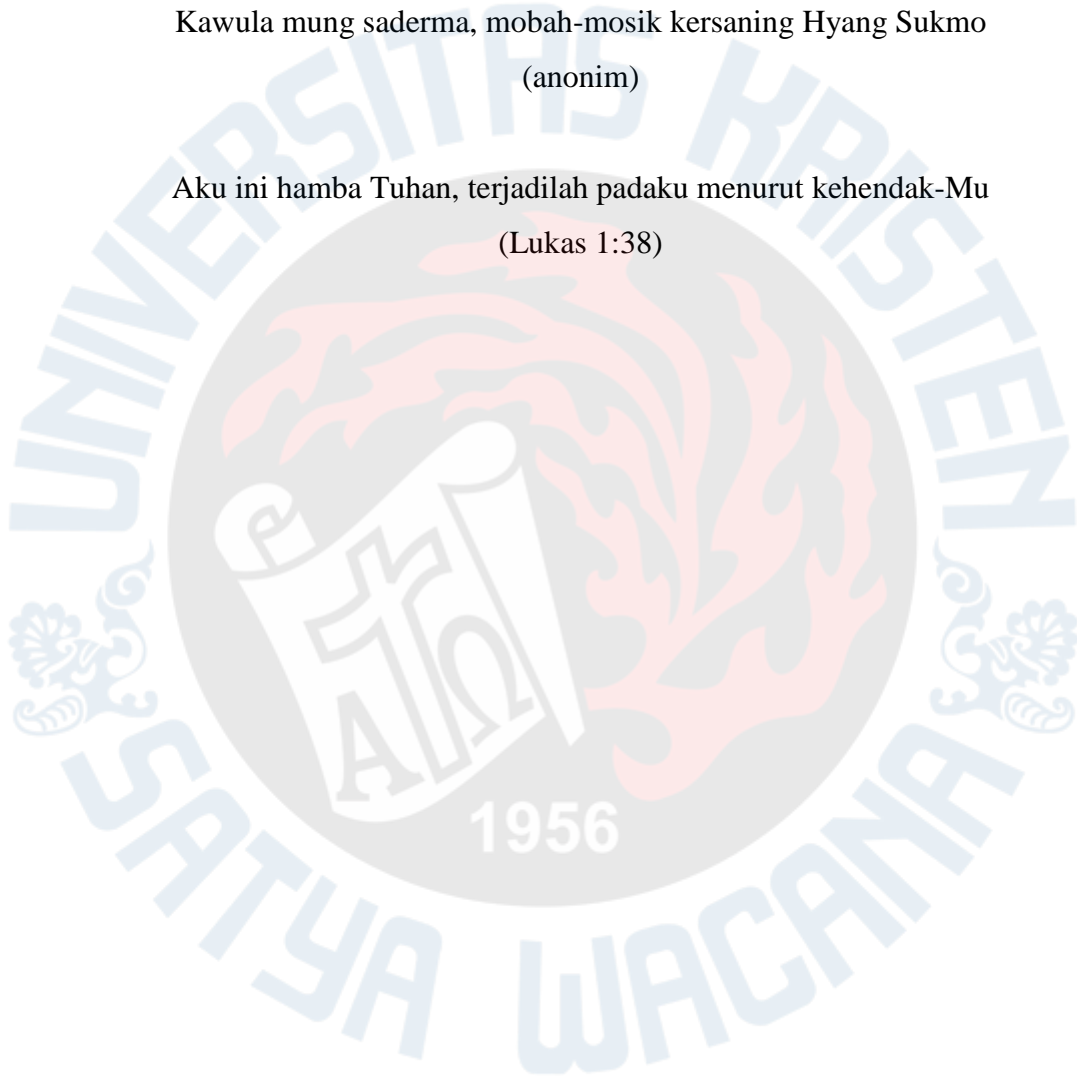 Kawula mung saderma, mobah-mosik kersaning Hyang Sukmo
(anonim)
Aku ini hamba Tuhan, terjadilah padaku menurut kehendak-Mu
(Lukas 1:38)
UNIVERSITAS KRISTEN
SATYA WACANA
ΑΩ
1956